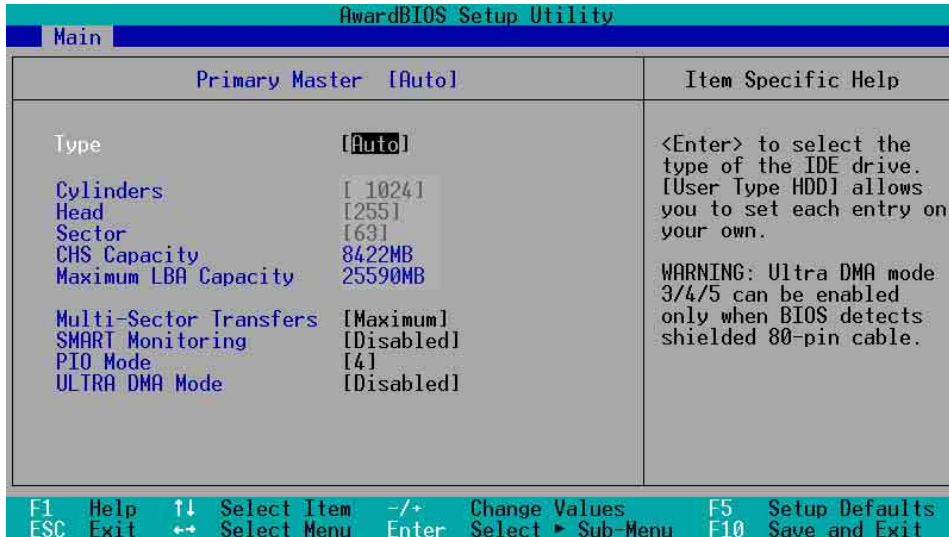 AwardBIOS Setup Utility
Main
Primary Master [Auto]
Item Specific Help
Type [Auto]
Cylinders [ 1024]
Head [255]
Sector [63]
CHS Capacity 8422MB
Maximum LBA Capacity 25590MB
Multi-Sector Transfers [Maximum]
SMART Monitoring [Disabled]
PIO Mode [4]
ULTRA DMA Mode [Disabled]
<Enter> to select the
type of the IDE drive.
[User Type HDD] allows
you to set each entry on
your own.
WARNING: Ultra DMA mode
3/4/5 can be enabled
only when BIOS detects
shielded 80-pin cable.
F1 Help ↑↓ Select Item -/+ Change Values F5 Setup Defaults
ESC Exit ←→ Select Menu Enter Select ► Sub-Menu F10 Save and Exit